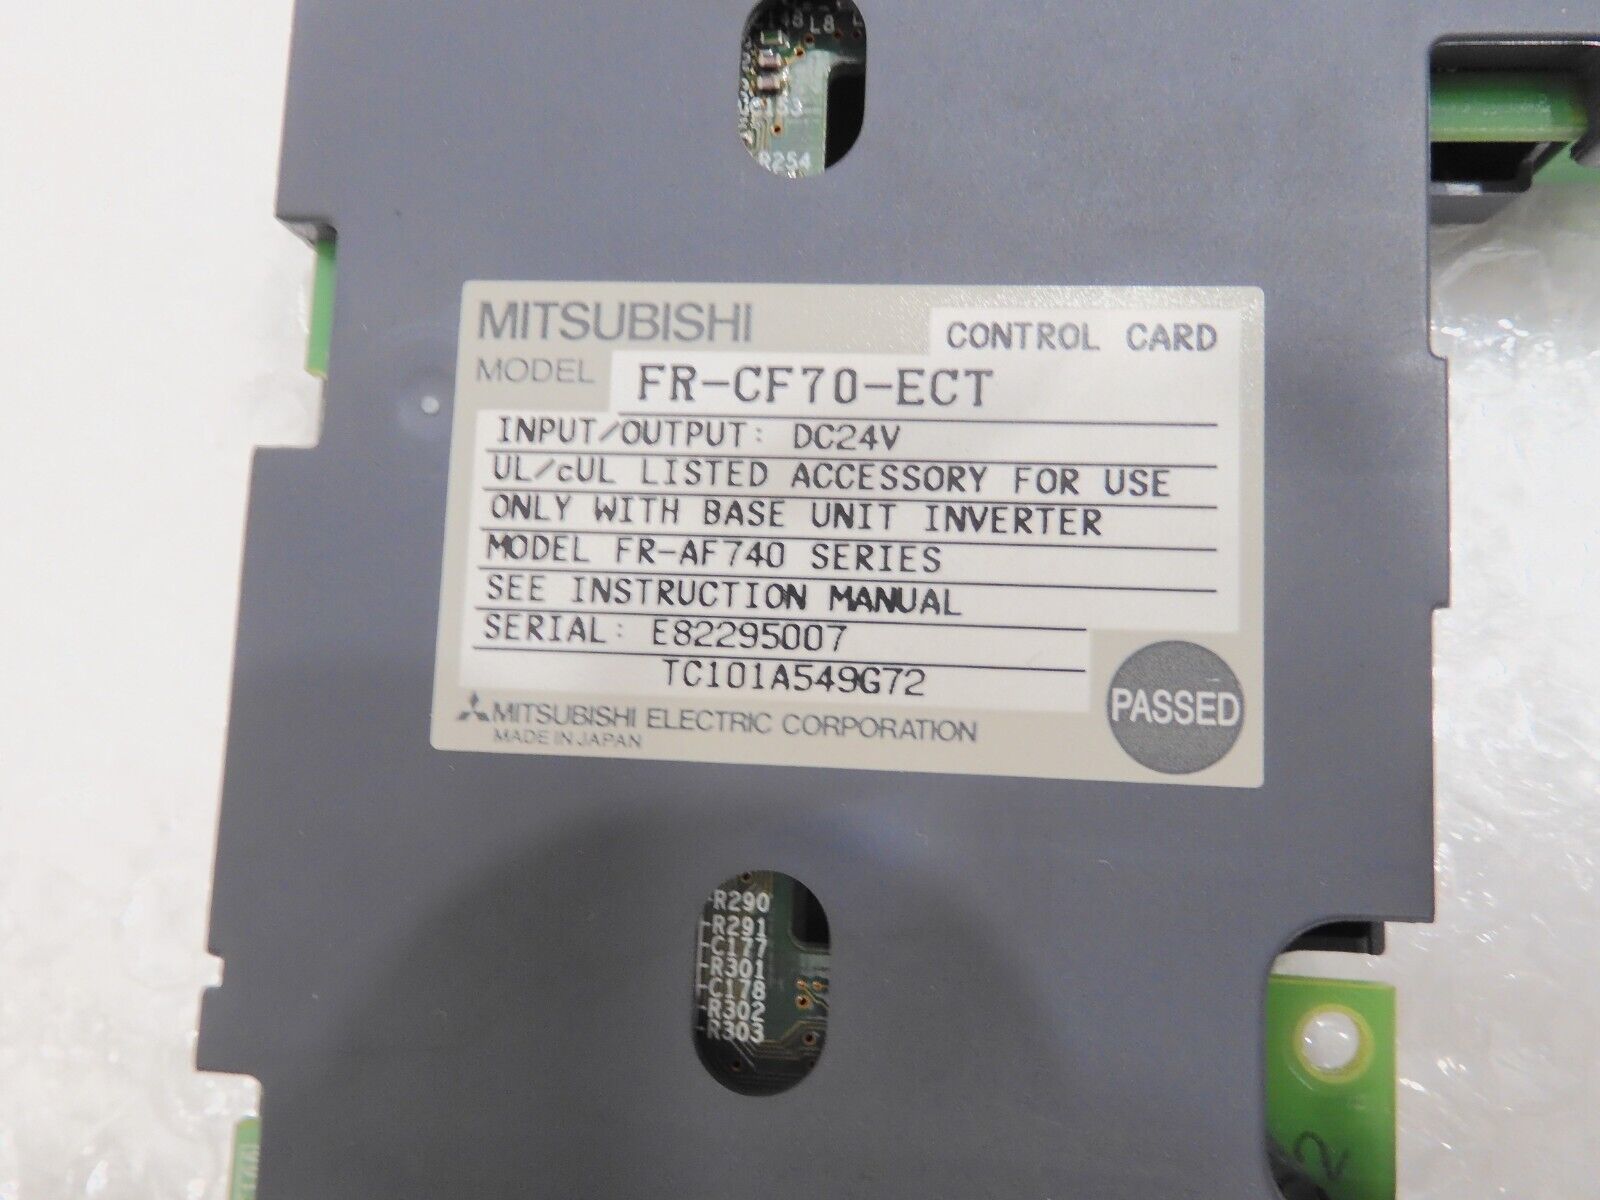 L8
R254
MITSUBISHI
CONTROL CARD
MODEL FR-CF70-ECT
INPUT/OUTPUT: DC24V
UL/cUL LISTED ACCESSORY FOR USE
ONLY WITH BASE UNIT INVERTER
MODEL FR-AF740 SERIES
SEE INSTRUCTION MANUAL
SERIAL: E82295007
TC101A549G72
PASSED
MITSUBISHI ELECTRIC CORPORATION
MADE IN JAPAN
R290
R291
C177
R301
C178
R302
R303